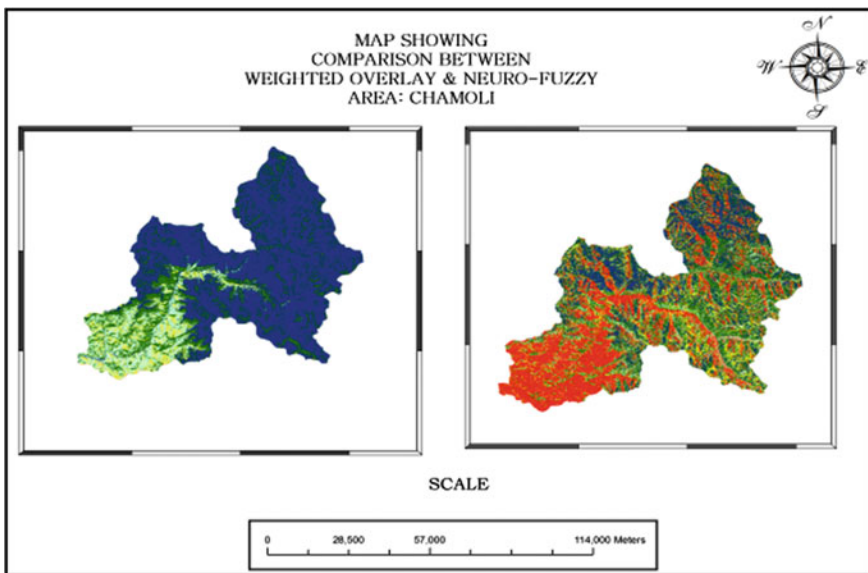 MAP SHOWING
COMPARISON BETWEEN
WEIGHTED OVERLAY & NEURO-FUZZY
AREA: CHAMOLI
N
W E
S
SCALE
0 28,500 57,000 114,000 Meters